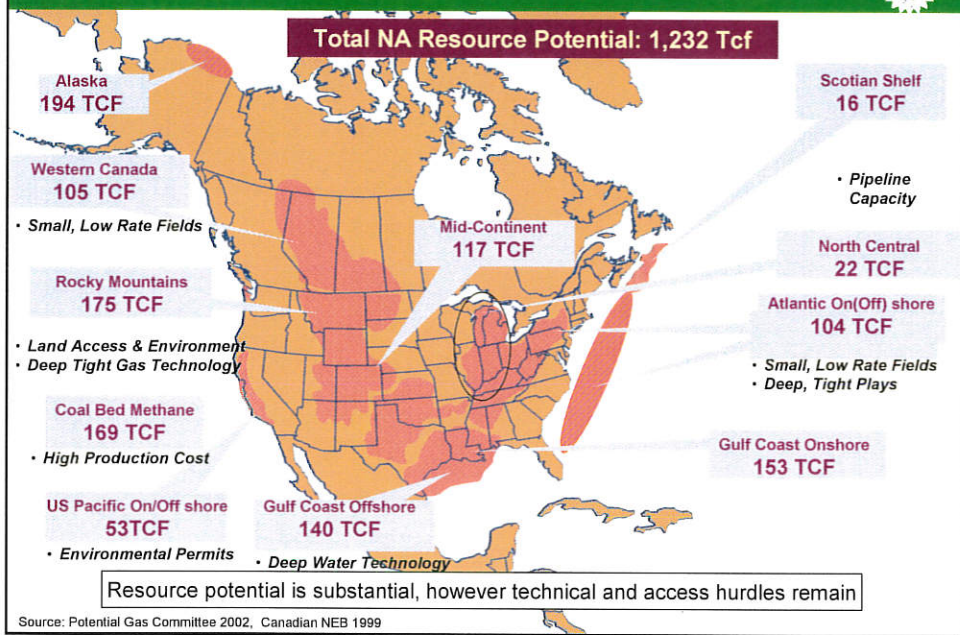 Total NA Resource Potential: 1,232 Tcf
Alaska
194 TCF
Scotian Shelf
16 TCF
• Pipeline
Capacity
Western Canada
105 TCF
• Small, Low Rate Fields
Mid-Continent
117 TCF
North Central
22 TCF
Rocky Mountains
175 TCF
• Land Access & Environment
• Deep Tight Gas Technology
Atlantic On(Off) shore
104 TCF
• Small, Low Rate Fields
• Deep, Tight Plays
Coal Bed Methane
169 TCF
• High Production Cost
Gulf Coast Onshore
153 TCF
US Pacific On/Off shore
53TCF
• Environmental Permits
Gulf Coast Offshore
140 TCF
• Deep Water Technology
Resource potential is substantial, however technical and access hurdles remain
Source: Potential Gas Committee 2002, Canadian NEB 1999